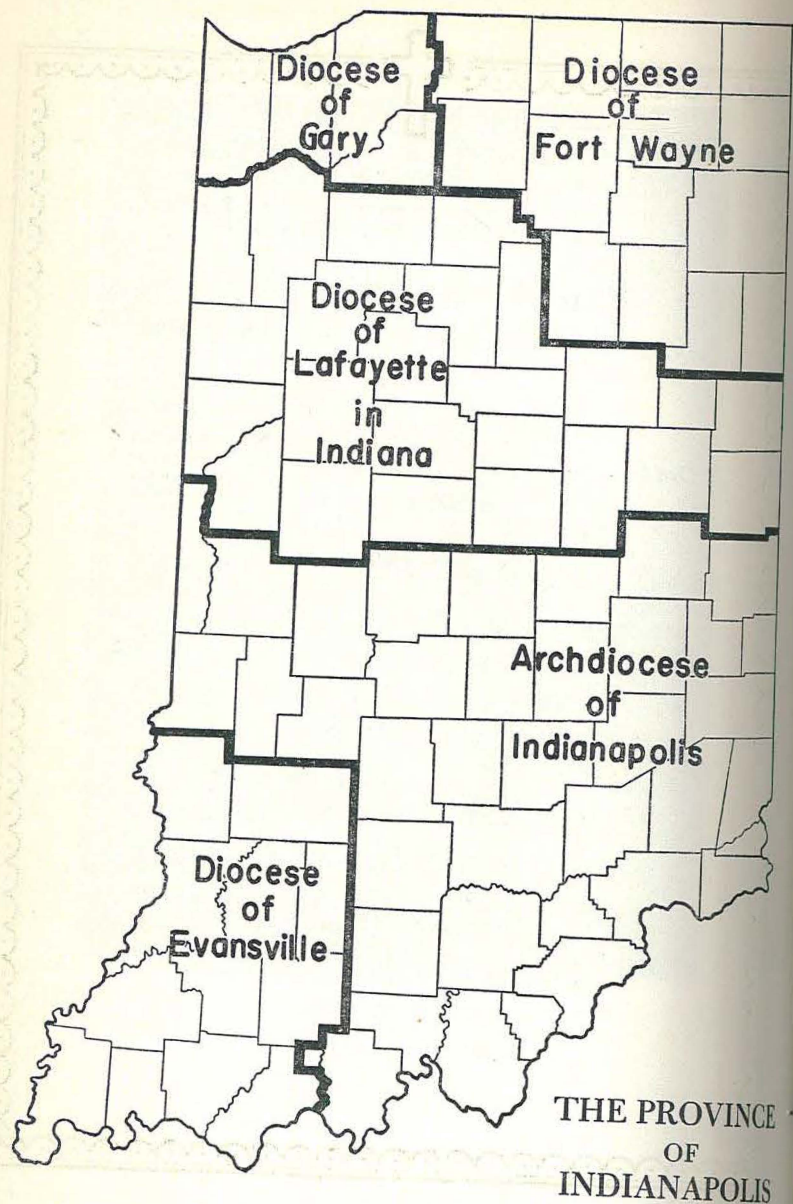 Diocese
of
Gary
Diocese
of
Fort Wayne
Diocese
of
Lafayette
in
Indiana
Archdiocese
of
Indianapolis
Diocese
of
Evansville
THE PROVINCE
OF
INDIANAPOLIS